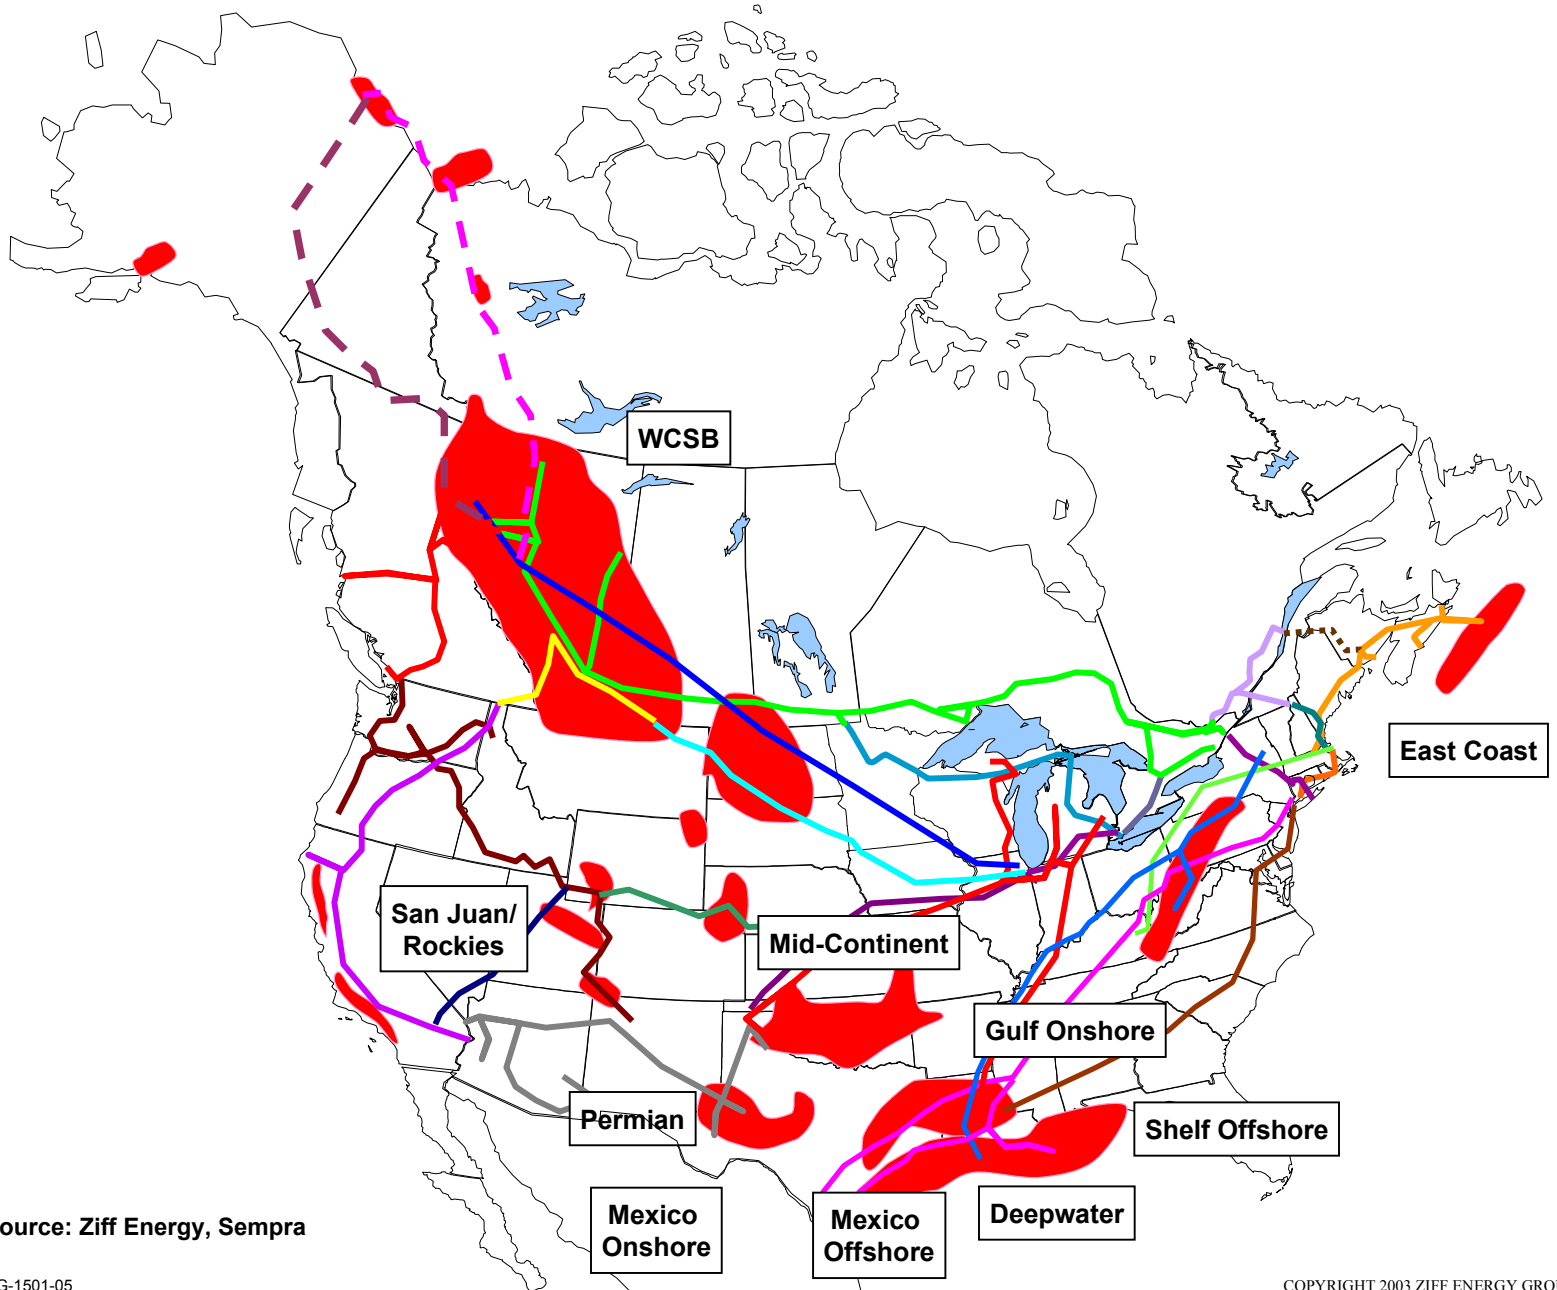 WCSB
East Coast
San Juan/
Rockies
Mid-Continent
Gulf Onshore
Permian
Shelf Offshore
Mexico
Onshore
Mexico
Offshore
Deepwater
ource: Ziff Energy, Sempra
G-1501-05
COPYRIGHT 2003 ZIFF ENERGY GRO